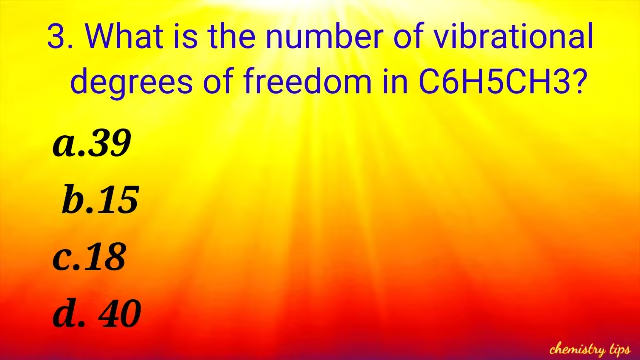 3. What is the number of vibrational
degrees of freedom in C6H5CH3?
a.39
b.15
c.18
d. 40
chemistry tips